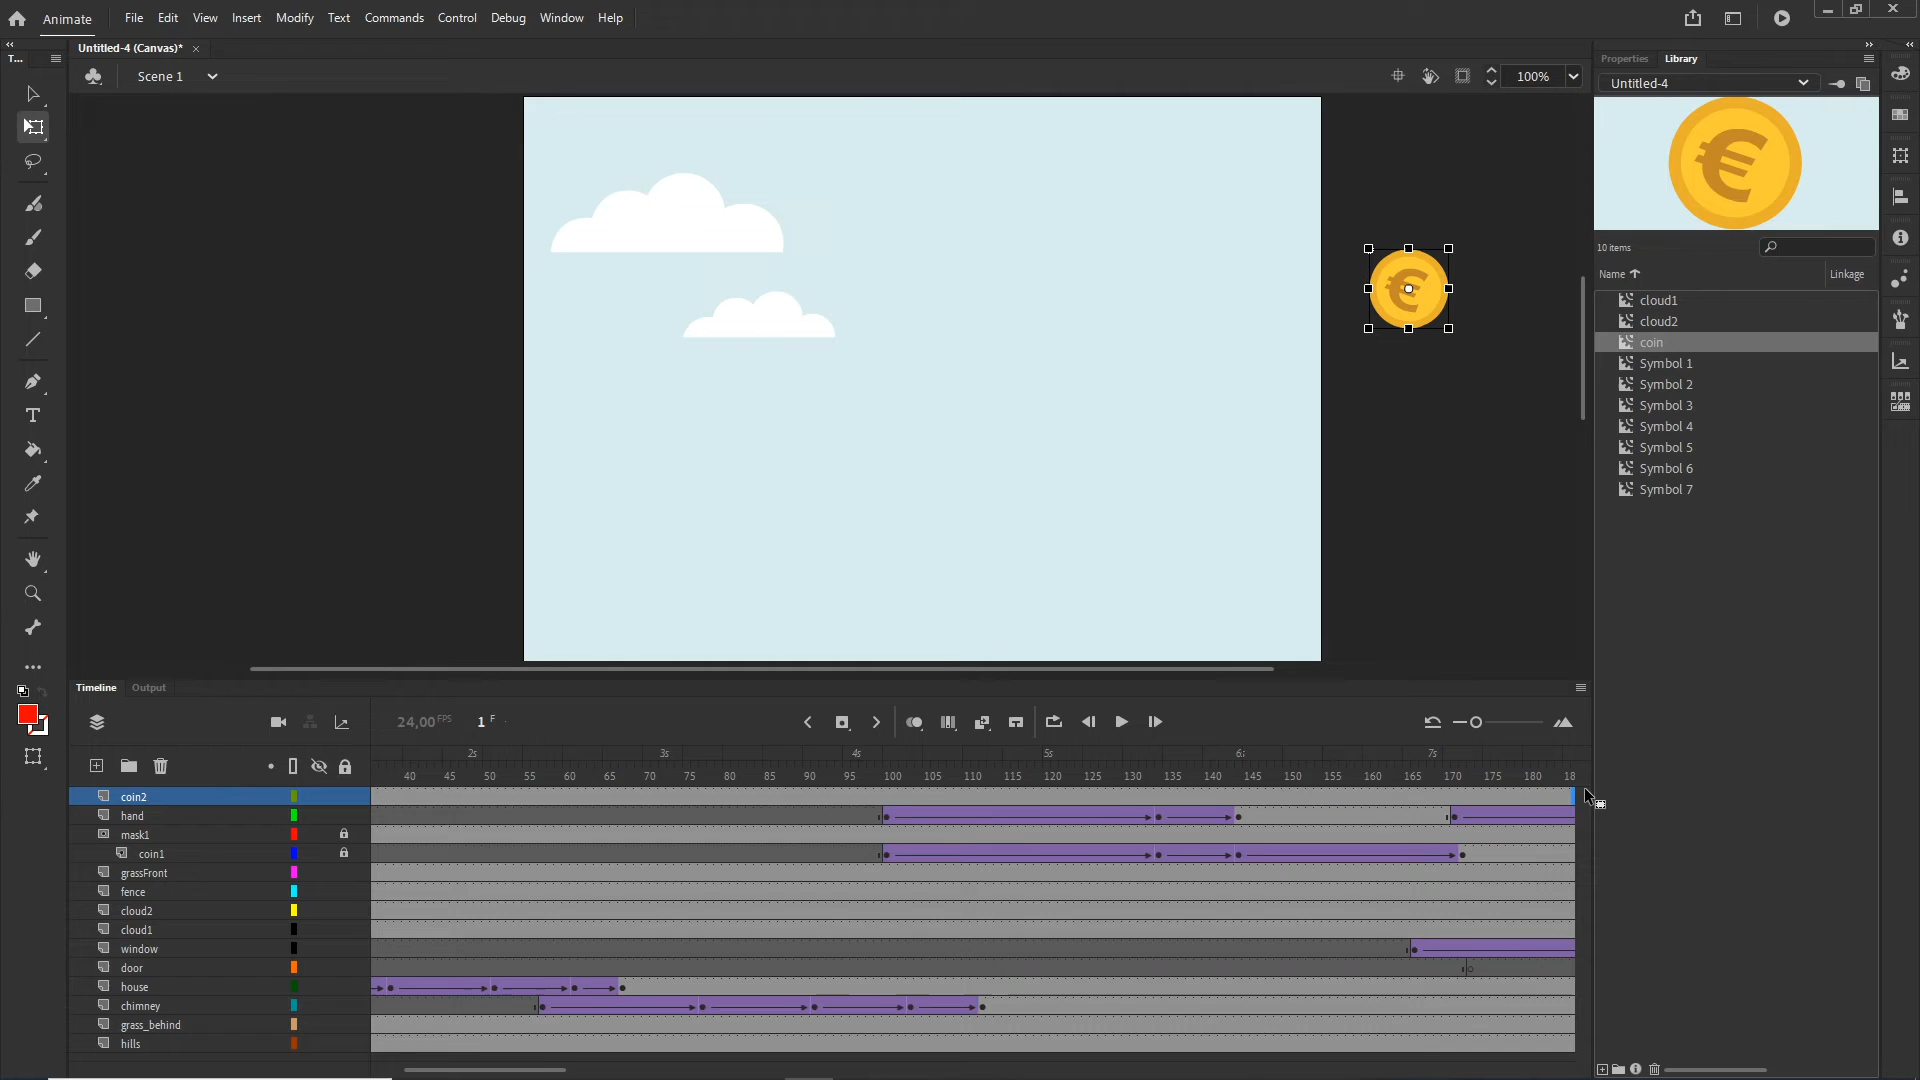 Animate File Edit View Insert Modify Text Commands Control Debug Window Help
T... Untitled-4 (Canvas)* × Properties Library
Scene 1 100% Untitled-4
€ €
10 items
Name Linkage
cloud1
cloud2
coin
Symbol 1
Symbol 2
Symbol 3
Symbol 4
Symbol 5
Symbol 6
Symbol 7
T
Timeline Output
24,00 FPS 1 F
2s 3s 4s 5s 6s 7s
40 45 50 55 60 65 70 75 80 85 90 95 100 105 110 115 120 125 130 135 140 145 150 155 160 165 170 175 180 18
coin2
hand
mask1
coin1
grassFront
fence
cloud2
cloud1
window
door
house
chimney
grass_behind
hills